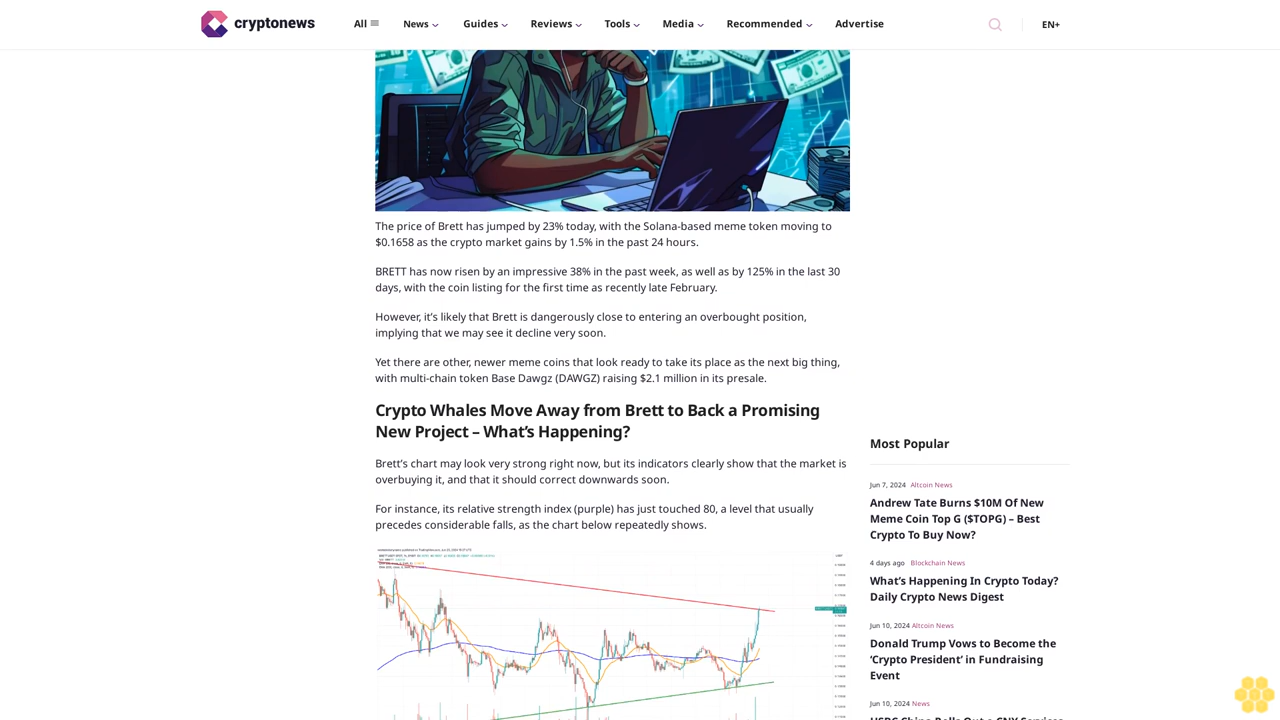 cryptonews
All
News
Guides
Reviews
Tools
Media
Recommended
Advertise
EN+
The price of Brett has jumped by 23% today, with the Solana-based meme token moving to
$0.1658 as the crypto market gains by 1.5% in the past 24 hours.
BRETT has now risen by an impressive 38% in the past week, as well as by 125% in the last 30
days, with the coin listing for the first time as recently late February.
However, it’s likely that Brett is dangerously close to entering an overbought position,
implying that we may see it decline very soon.
Yet there are other, newer meme coins that look ready to take its place as the next big thing,
with multi-chain token Base Dawgz (DAWGZ) raising $2.1 million in its presale.
Crypto Whales Move Away from Brett to Back a Promising
New Project – What’s Happening?
Brett’s chart may look very strong right now, but its indicators clearly show that the market is
overbuying it, and that it should correct downwards soon.
For instance, its relative strength index (purple) has just touched 80, a level that usually
precedes considerable falls, as the chart below repeatedly shows.
Most Popular
Jun 7, 2024 Altcoin News
Andrew Tate Burns $10M Of New
Meme Coin Top G ($TOPG) – Best
Crypto To Buy Now?
4 days ago Blockchain News
What’s Happening In Crypto Today?
Daily Crypto News Digest
Jun 10, 2024 Altcoin News
Donald Trump Vows to Become the
‘Crypto President’ in Fundraising
Event
Jun 10, 2024 News